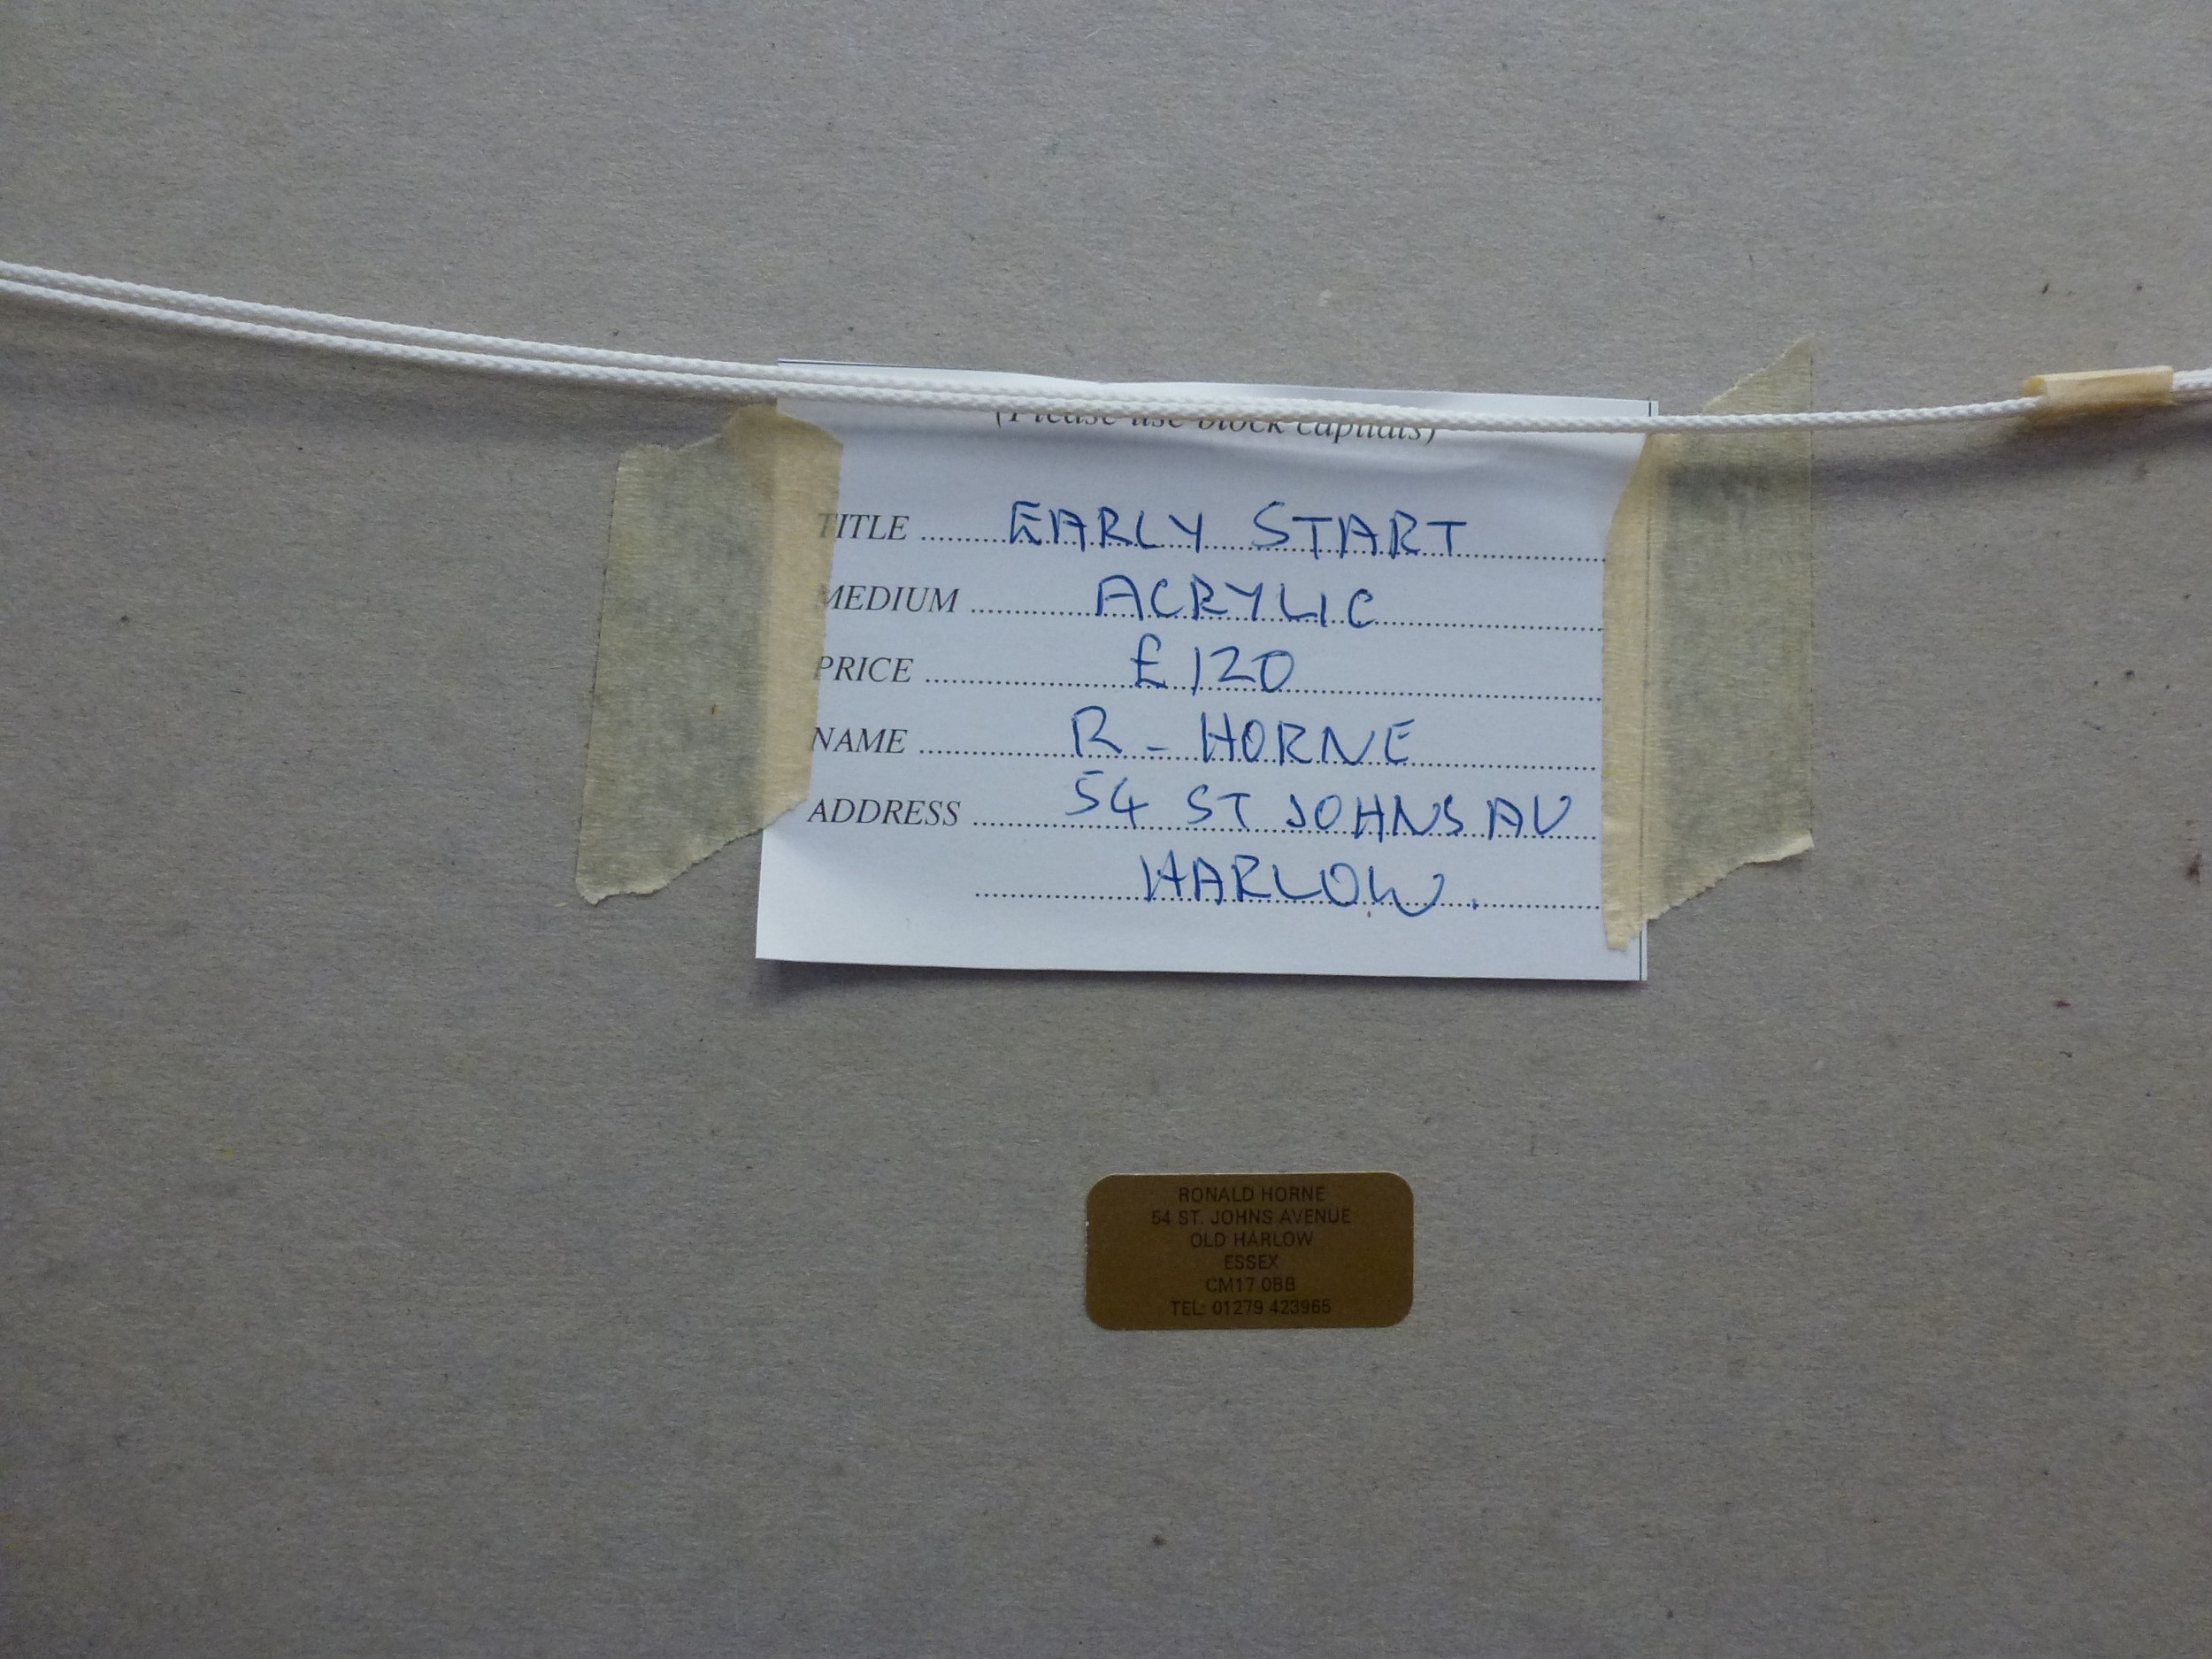 (Please use block capitals)
TITLE EARLY START
MEDIUM ACRYLIC
PRICE £120
NAME R - HORNE
ADDRESS 54 ST JOHNS AV
HARLOW.
RONALD HORNE
54 ST. JOHNS AVENUE
OLD HARLOW
ESSEX
CM17 0BB
TEL: 01279 423965